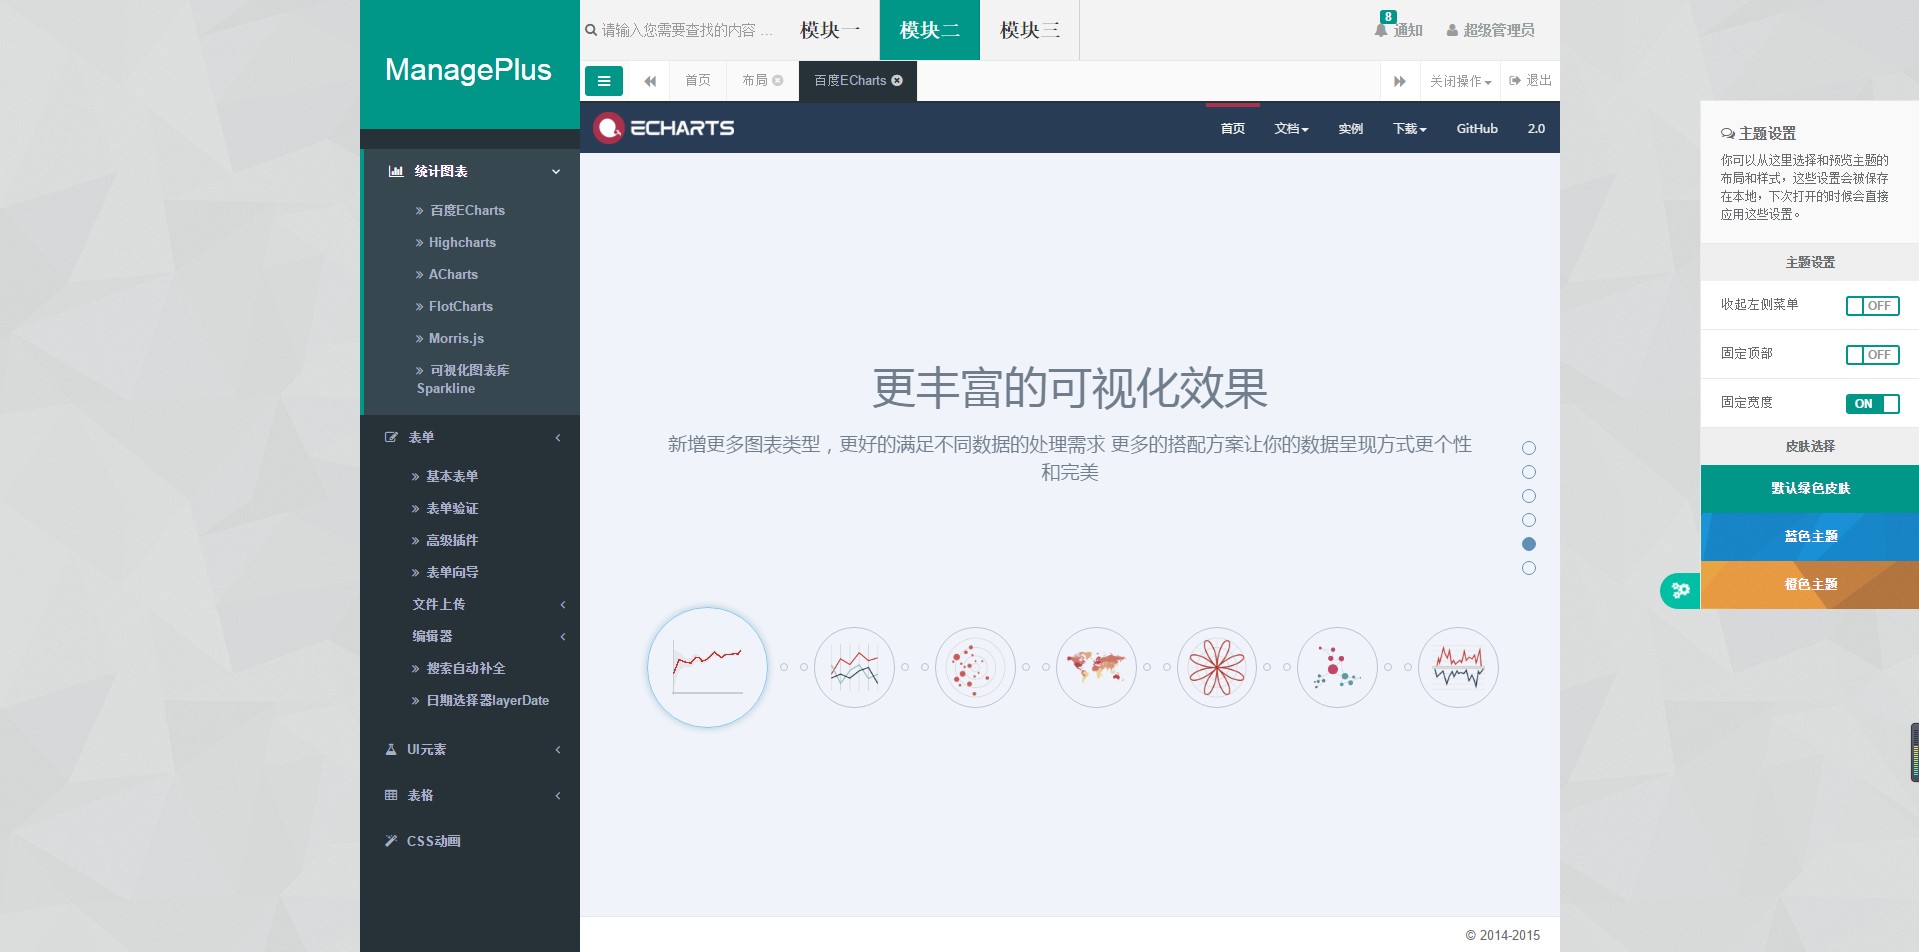 ManagePlus
统计图表
百度ECharts
Highcharts
ACharts
FlotCharts
Morris.js
可视化图表库
Sparkline
表单
基本表单
表单验证
高级插件
表单向导
文件上传
编辑器
搜索自动补全
日期选择器layerDate
UI元素
表格
CSS动画
请输入您需要查找的内容 …
模块一
模块二
模块三
8
通知
超级管理员
首页
布局
百度ECharts
关闭操作
退出
ECHARTS
首页
文档
实例
下载
GitHub
2.0
更丰富的可视化效果
新增更多图表类型，更好的满足不同数据的处理需求 更多的搭配方案让你的数据呈现方式更个性
和完美
© 2014-2015
主题设置
你可以从这里选择和预览主题的
布局和样式，这些设置会被保存
在本地，下次打开的时候会直接
应用这些设置。
主题设置
收起左侧菜单
OFF
固定顶部
OFF
固定宽度
ON
皮肤选择
默认绿色皮肤
蓝色主题
橙色主题